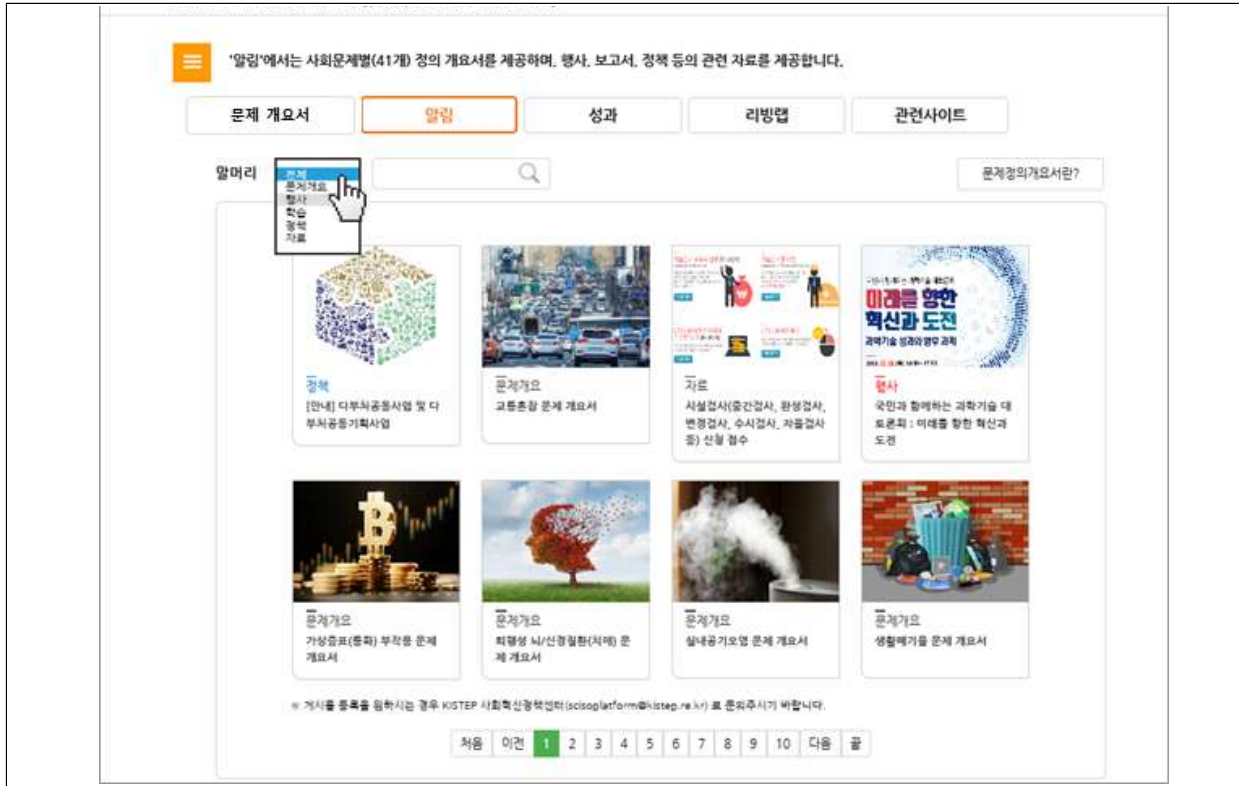 '알림'에서는 사회문제별(41개) 정의 개요서를 제공하며, 행사, 보고서, 정책 등의 관련 자료를 제공합니다.
문제 개요서 알림 성과 리빙랩 관련사이트
말머리 전체 문제정의개요서란?
문제개요
행사
학습
정책
자료
미래를 향한
혁신과 도전
과학기술 성과와 향후 과제
정책 문제개요 자료 행사
[안내] 다부처공동사업 및 다 교통혼잡 문제 개요서 시설검사(중간검사, 완성검사, 국민과 함께하는 과학기술 대
부처공동기획사업 변경검사, 수시검사, 자율검사 토론회 : 미래를 향한 혁신과
등) 신청 접수 도전
문제개요 문제개요 문제개요 문제개요
가상증표(통화) 부작용 문제 퇴행성 뇌/신경질환(치매) 문 실내공기오염 문제 개요서 생활폐기물 문제 개요서
개요서 제 개요서
※ 게시물 등록을 원하시는 경우 KISTEP 사회혁신정책센터(scisoplatform@kistep.re.kr) 로 문의주시기 바랍니다.
처음 이전 1 2 3 4 5 6 7 8 9 10 다음 끝